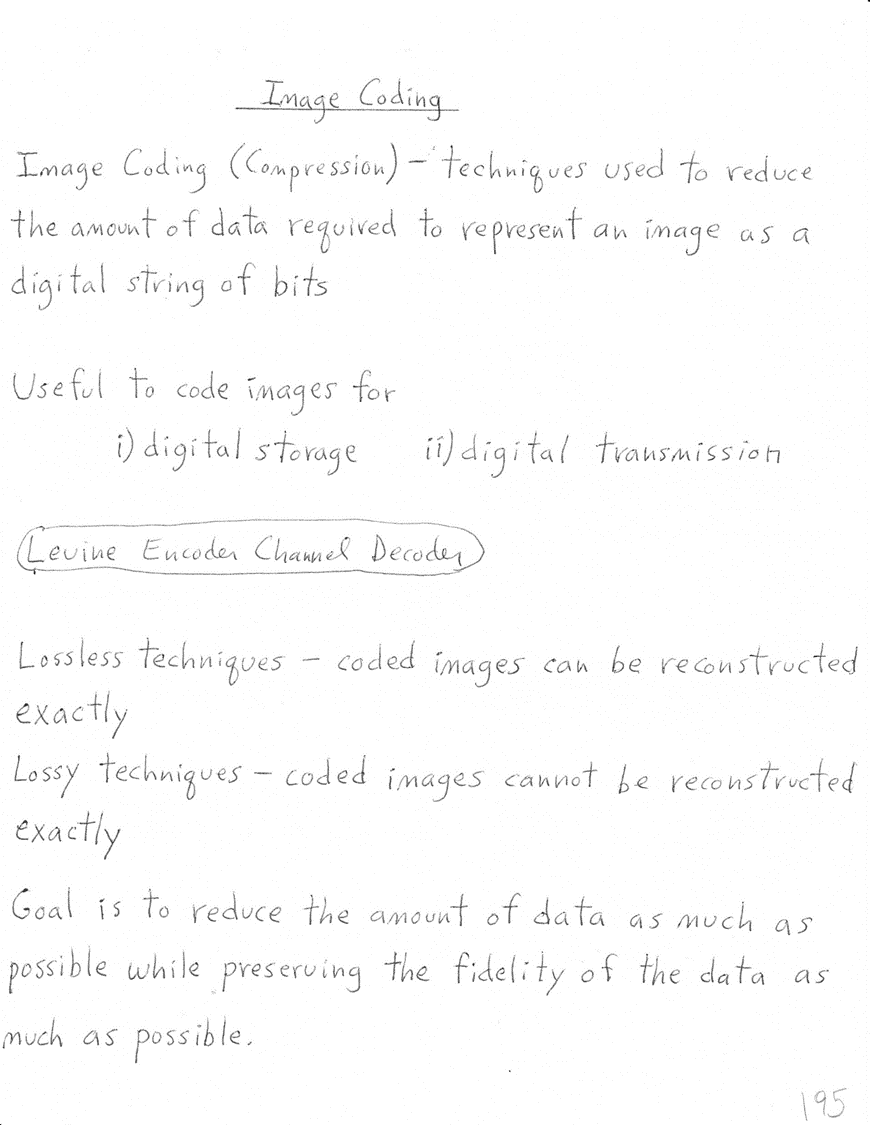 Image Coding
Image Coding (Compression) - techniques used to reduce
the amount of data required to represent an image as a
digital string of bits
Useful to code images for
i) digital storage ii) digital transmission
Levine Encoder Channel Decoder
Lossless techniques - coded images can be reconstructed
exactly
Lossy techniques - coded images cannot be reconstructed
exactly
Goal is to reduce the amount of data as much as
possible while preserving the fidelity of the data as
much as possible.
195